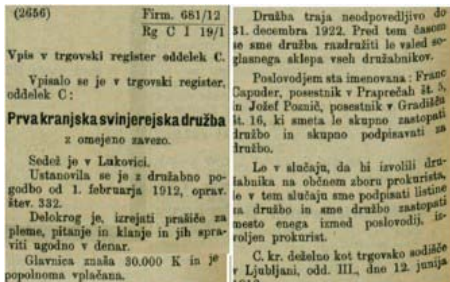 (2656) Firm. 681/12
Rg C I 19/1
Vpis v trgovski register oddelek C.
Vpisalo se je v trgovski register,
oddelek C:
Prva kranjska svinjerejska družba
z omejeno zavezo.
Sedež je v Lukovici.
Ustanovila se je z družabno po-
godbo od 1. februarja 1912, oprav.
štev. 332.
Delokrog je, izrejati prašiče za
pleme, pitanje in klanje in jih spra-
viti ugodno v denar.
Glavnica znaša 30.000 K in je
popolnoma vplačana.
Družba traja neodpovedljivo do
31. decembra 1922. Pred tem časom
se sme družba razdružiti le vsled so-
glasnega sklepa vseh družabnikov.
Poslovodjem sta imenovana: Franc
Capuder, posestnik v Praprečah št. 5,
in Jožef Poznič, posestnik v Gradišču
št. 16, ki smeta le skupno zastopati
družbo in skupno podpisavati za
družbo.
Le v slučaju, da bi izvolili dru-
žabnika na občnem zboru prokurista,
le v tem slučaju sme podpisati listine
za družbo in sme družbo zastopati
mesto enega izmed poslovodij, iz-
voljen prokurist.
C. kr. deželno kot trgovsko sodišče
v Ljubljani, odd. III., dne 12. junija